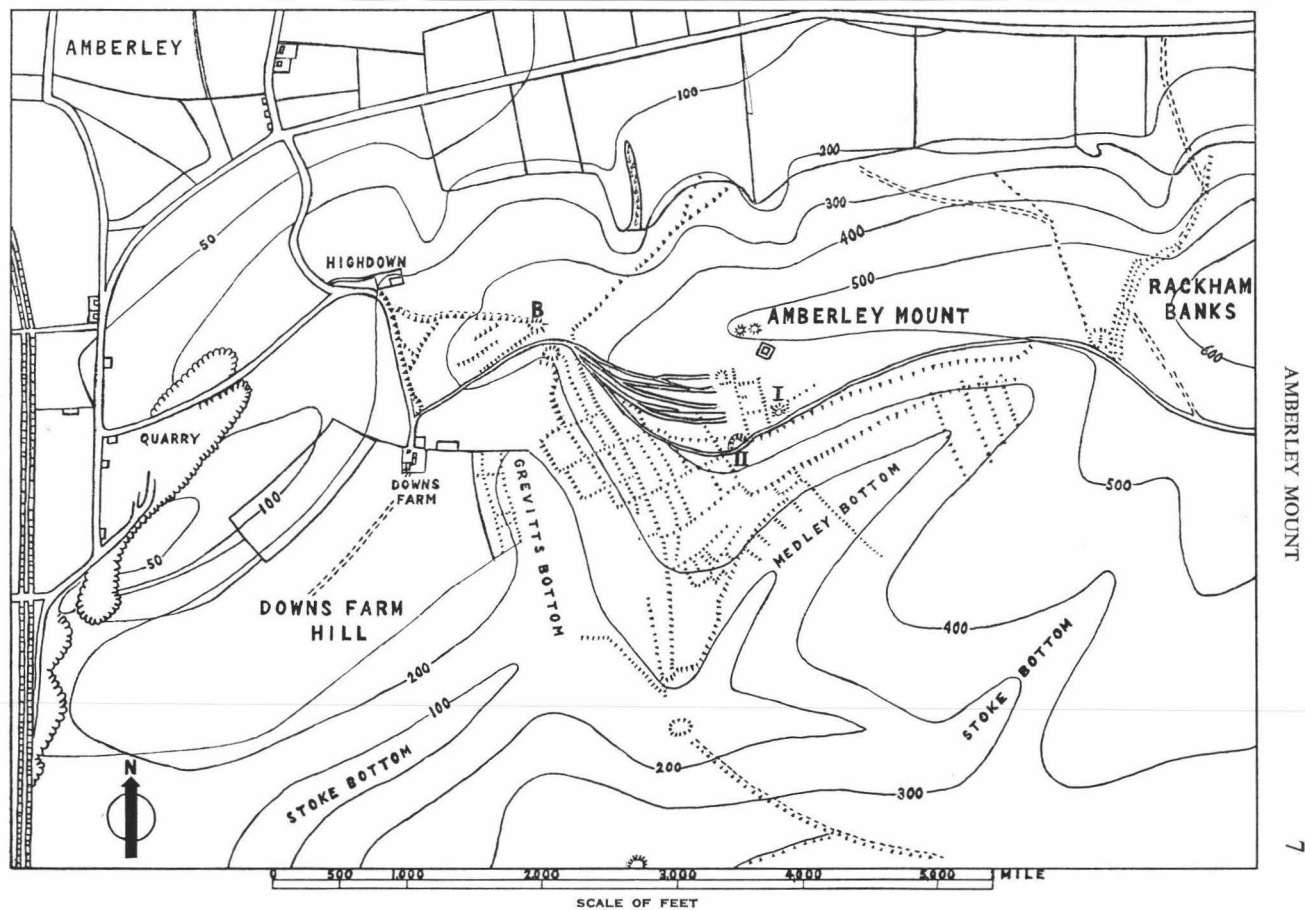 AMBERLEY
100
200
50
300
HIGHDOWN
400
500
RACKHAM
BANKS
B
AMBERLEY MOUNT
600
I
QUARRY
II
DOWNS
FARM
GREVITTS BOTTOM
MEDLEY BOTTOM
500
100
50
DOWNS FARM
HILL
400
STOKE BOTTOM
200
100
N
200
300
STOKE BOTTOM
0 500 1,000 2,000 3,000 4,000 5,000 MILE
SCALE OF FEET
AMBERLEY MOUNT
7